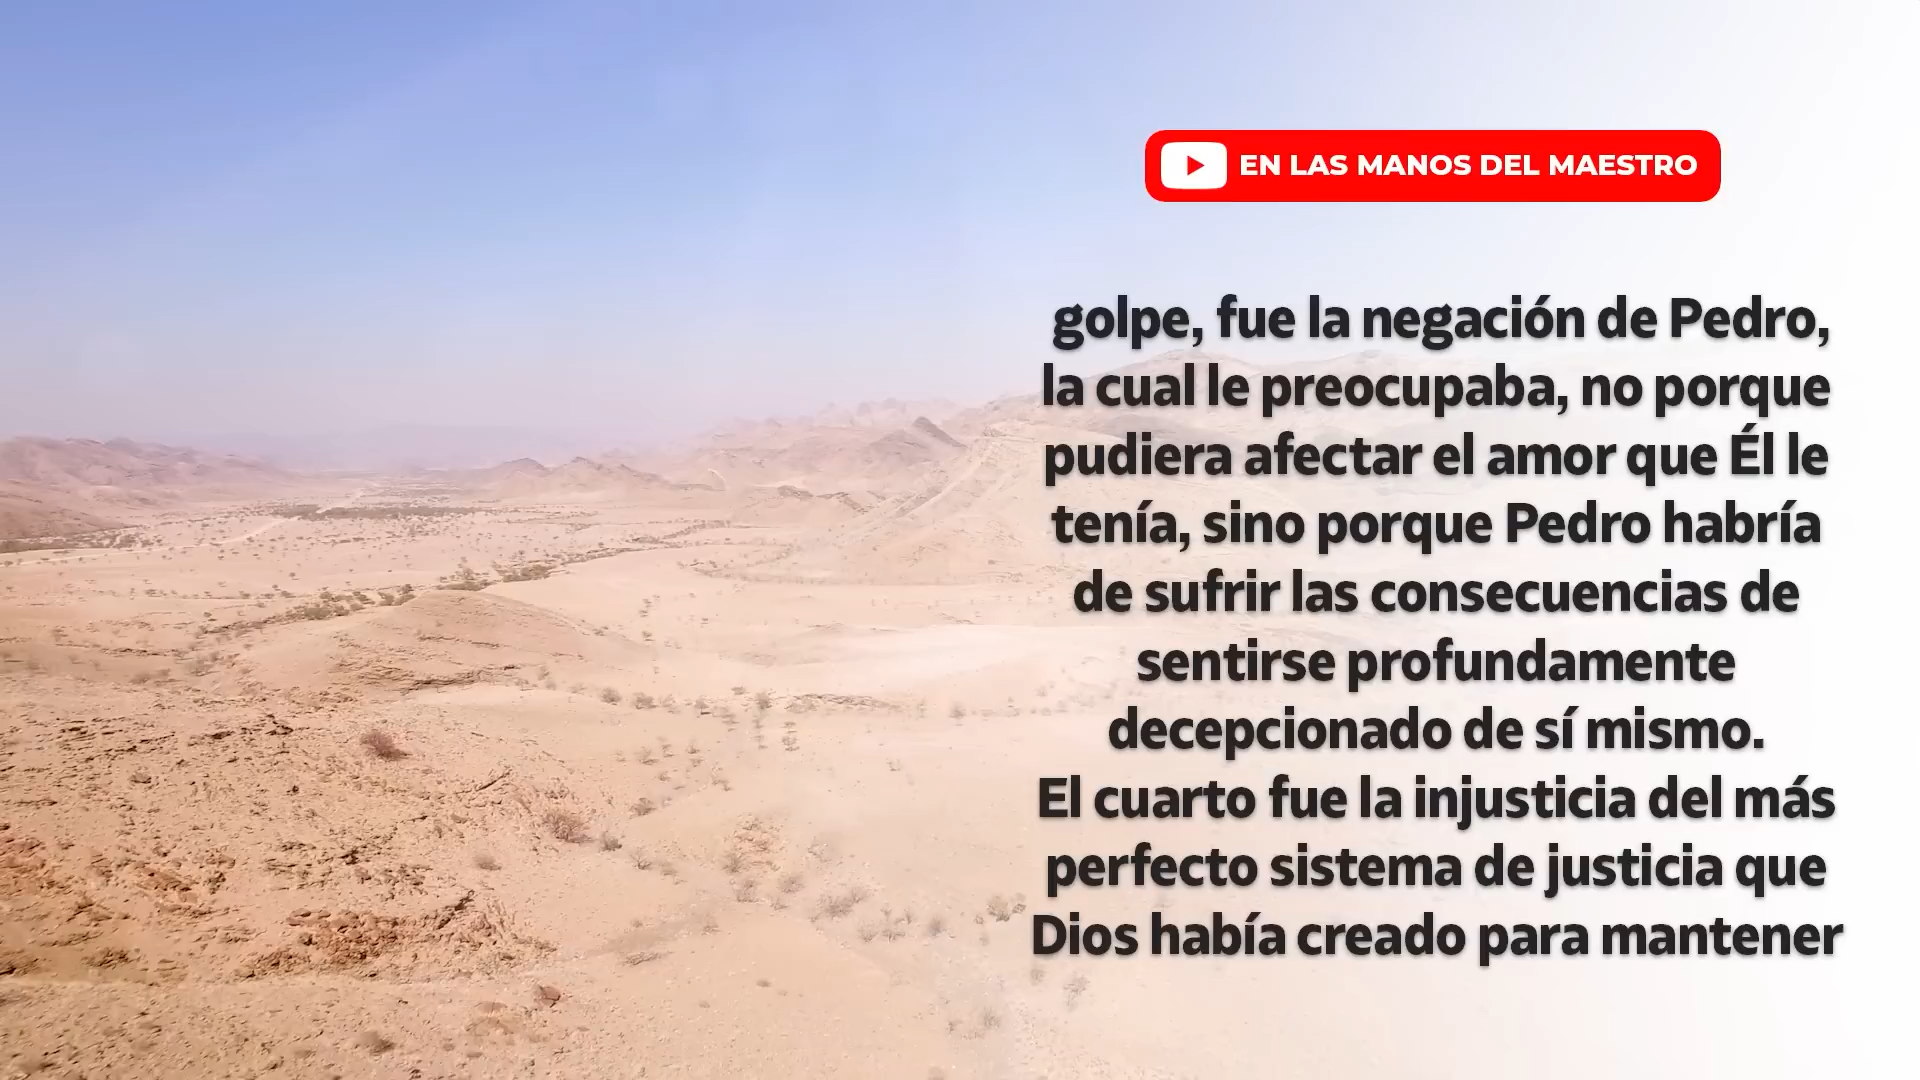 EN LAS MANOS DEL MAESTRO
golpe, fue la negación de Pedro,
la cual le preocupaba, no porque
pudiera afectar el amor que Él le
tenía, sino porque Pedro habría
de sufrir las consecuencias de
sentirse profundamente
decepcionado de sí mismo.
El cuarto fue la injusticia del más
perfecto sistema de justicia que
Dios había creado para mantener